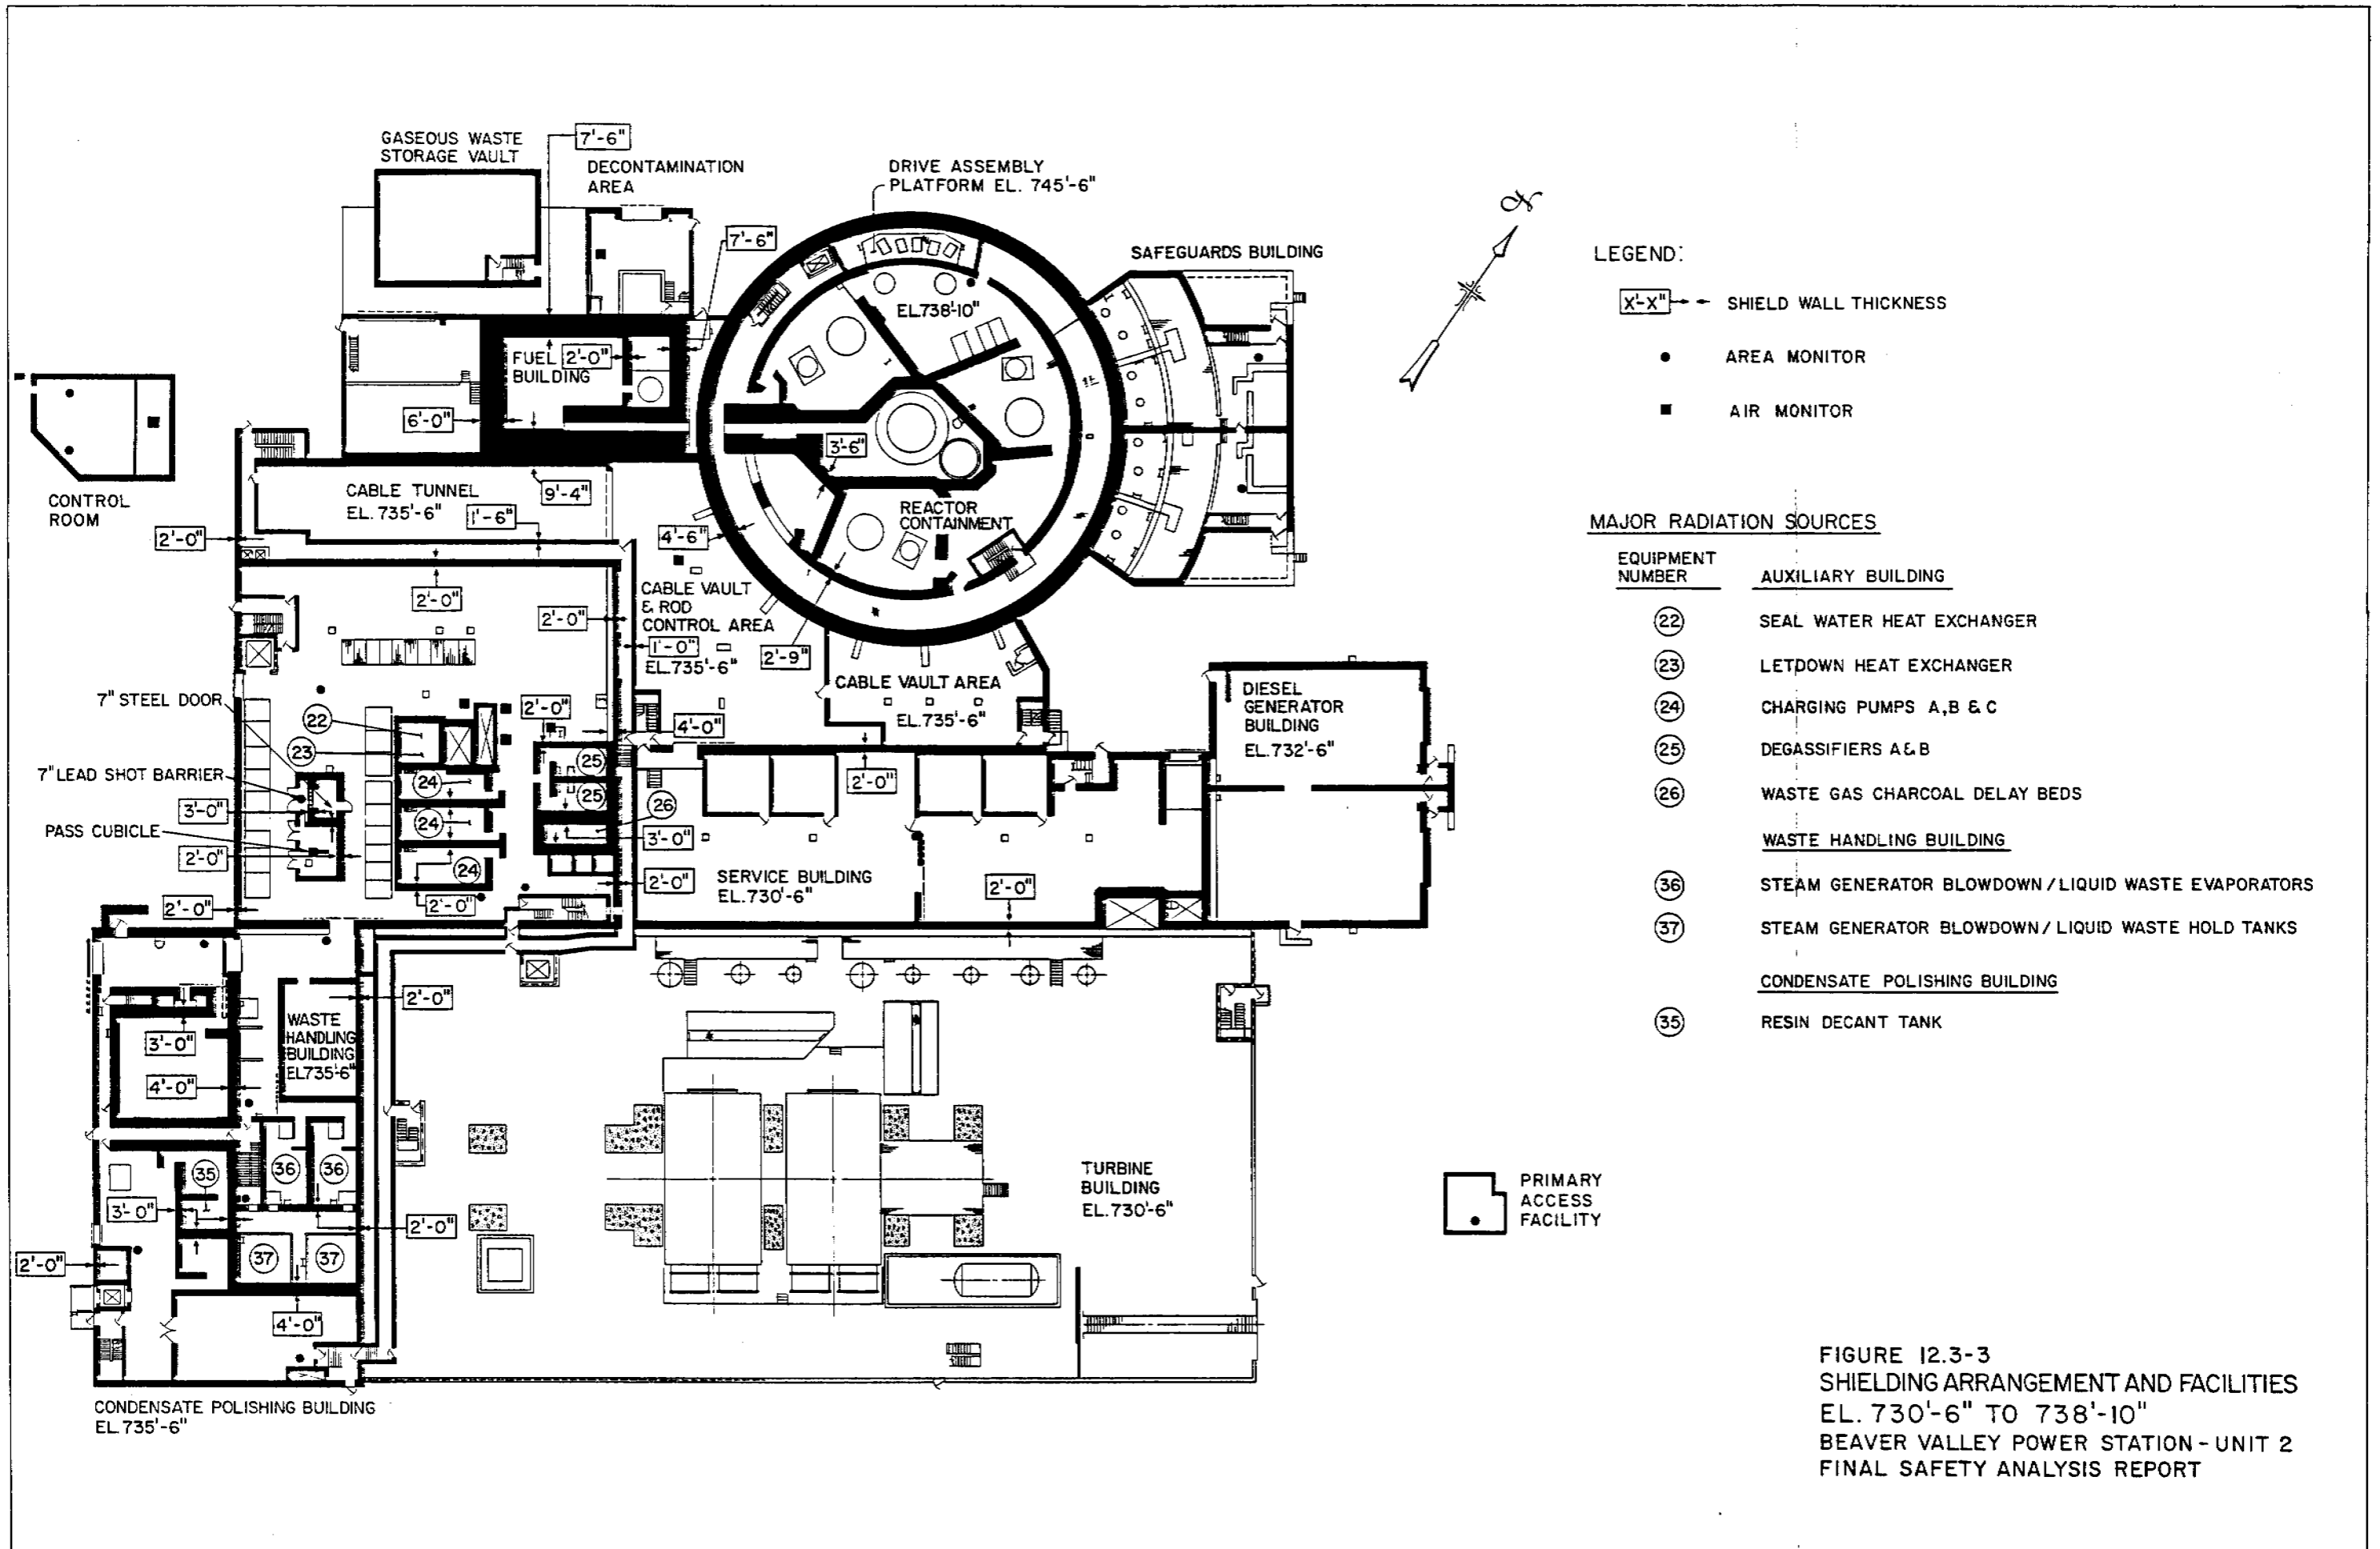 GASEOUS WASTE
STORAGE VAULT
7'-6"
DECONTAMINATION
AREA
DRIVE ASSEMBLY
PLATFORM EL. 745'-6"
7'-6"
SAFEGUARDS BUILDING
EL.738'-10"
FUEL
BUILDING
2'-0"
6'-0"
3'-6"
CONTROL
ROOM
CABLE TUNNEL
EL. 735'-6"
9'-4"
1'-6"
2'-0"
REACTOR
CONTAINMENT
4'-6"
2'-0"
CABLE VAULT
& ROD
CONTROL AREA
EL.735'-6"
2'-0"
1'-0"
2'-9"
CABLE VAULT AREA
EL.735'-6"
7" STEEL DOOR
22
23
2'-0"
4'-0"
DIESEL
GENERATOR
BUILDING
EL.732'-6"
7" LEAD SHOT BARRIER
24
25
2'-0"
3'-0"
25
26
PASS CUBICLE
24
3'-0"
2'-0"
24
2'-0"
SERVICE BUILDING
EL.730'-6"
2'-0"
2'-0"
2'-0"
2'-0"
WASTE
HANDLING
BUILDING
EL.735'-6"
3'-0"
4'-0"
35
36
36
3'-0"
2'-0"
37
37
2'-0"
4'-0"
TURBINE
BUILDING
EL.730'-6"
CONDENSATE POLISHING BUILDING
EL.735'-6"
N
LEGEND:
X'-X" SHIELD WALL THICKNESS
AREA MONITOR
AIR MONITOR
MAJOR RADIATION SOURCES
EQUIPMENT
NUMBER AUXILIARY BUILDING
22 SEAL WATER HEAT EXCHANGER
23 LETDOWN HEAT EXCHANGER
24 CHARGING PUMPS A,B & C
25 DEGASSIFIERS A & B
26 WASTE GAS CHARCOAL DELAY BEDS
WASTE HANDLING BUILDING
36 STEAM GENERATOR BLOWDOWN / LIQUID WASTE EVAPORATORS
37 STEAM GENERATOR BLOWDOWN / LIQUID WASTE HOLD TANKS
CONDENSATE POLISHING BUILDING
35 RESIN DECANT TANK
PRIMARY
ACCESS
FACILITY
FIGURE 12.3-3
SHIELDING ARRANGEMENT AND FACILITIES
EL. 730'-6" TO 738'-10"
BEAVER VALLEY POWER STATION - UNIT 2
FINAL SAFETY ANALYSIS REPORT